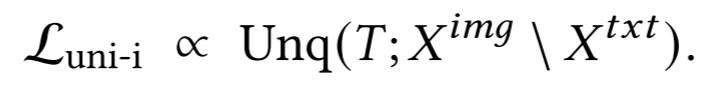 ℒ_uni-i ∝ Unq(T; X^img \ X^txt).